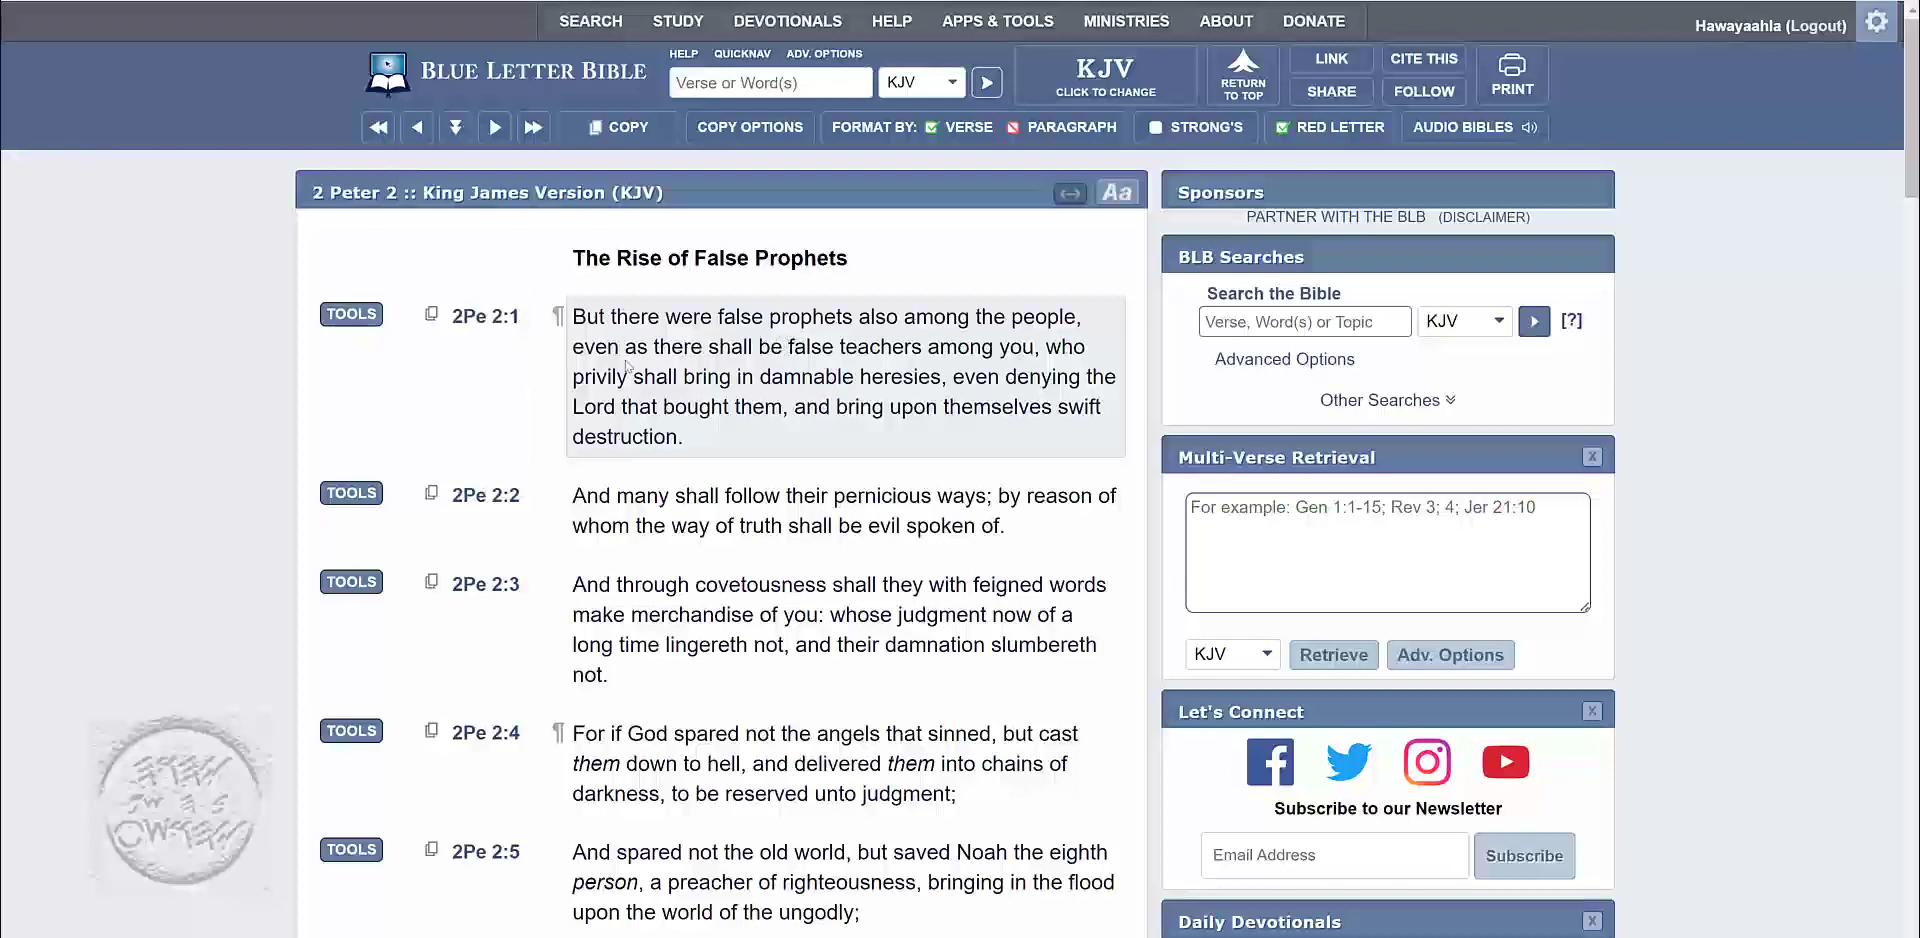 SEARCH STUDY DEVOTIONALS HELP APPS & TOOLS MINISTRIES ABOUT DONATE
Hawayaahla (Logout)
BLUE LETTER BIBLE
HELP QUICKNAV ADV. OPTIONS
Verse or Word(s) KJV
KJV
CLICK TO CHANGE
RETURN
TO TOP
LINK
SHARE
CITE THIS
FOLLOW
PRINT
COPY COPY OPTIONS FORMAT BY: VERSE PARAGRAPH STRONG'S RED LETTER AUDIO BIBLES
2 Peter 2 :: King James Version (KJV)
Aa
The Rise of False Prophets
TOOLS 2Pe 2:1 ¶ But there were false prophets also among the people,
even as there shall be false teachers among you, who
privily shall bring in damnable heresies, even denying the
Lord that bought them, and bring upon themselves swift
destruction.
TOOLS 2Pe 2:2 And many shall follow their pernicious ways; by reason of
whom the way of truth shall be evil spoken of.
TOOLS 2Pe 2:3 And through covetousness shall they with feigned words
make merchandise of you: whose judgment now of a
long time lingereth not, and their damnation slumbereth
not.
TOOLS 2Pe 2:4 ¶ For if God spared not the angels that sinned, but cast
them down to hell, and delivered them into chains of
darkness, to be reserved unto judgment;
TOOLS 2Pe 2:5 And spared not the old world, but saved Noah the eighth
person, a preacher of righteousness, bringing in the flood
upon the world of the ungodly;
Sponsors
PARTNER WITH THE BLB (DISCLAIMER)
BLB Searches
Search the Bible
Verse, Word(s) or Topic KJV [?]
Advanced Options
Other Searches
Multi-Verse Retrieval X
For example: Gen 1:1-15; Rev 3; 4; Jer 21:10
KJV Retrieve Adv. Options
Let's Connect X
Subscribe to our Newsletter
Email Address Subscribe
Daily Devotionals X